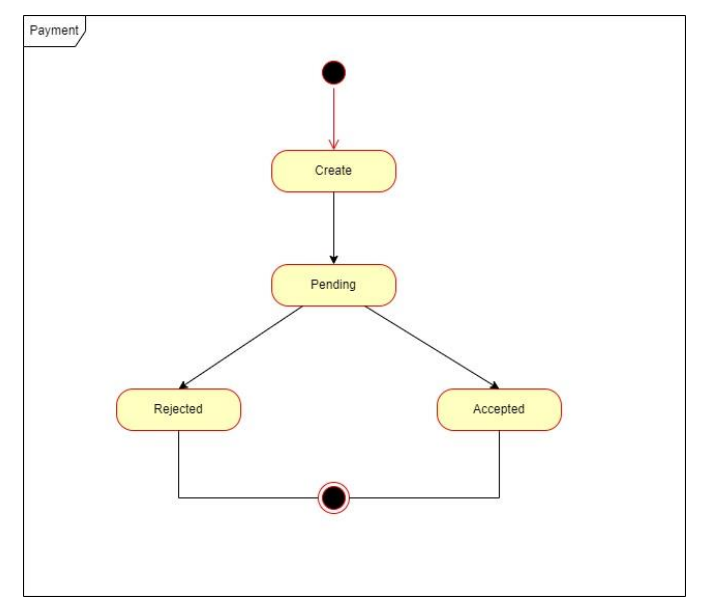 Payment
Create
Pending
Rejected
Accepted